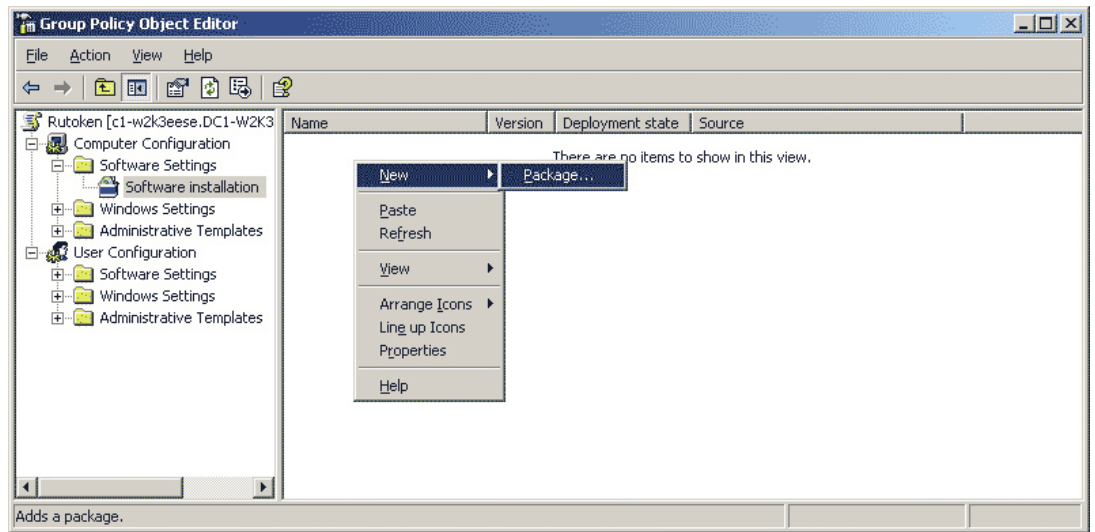 Group Policy Object Editor
File Action View Help
Rutoken [c1-w2k3eese.DC1-W2K3
Computer Configuration
Software Settings
Software installation
Windows Settings
Administrative Templates
User Configuration
Software Settings
Windows Settings
Administrative Templates
Name Version Deployment state Source
There are no items to show in this view.
New
Package...
Paste
Refresh
View
Arrange Icons
Line up Icons
Properties
Help
Adds a package.